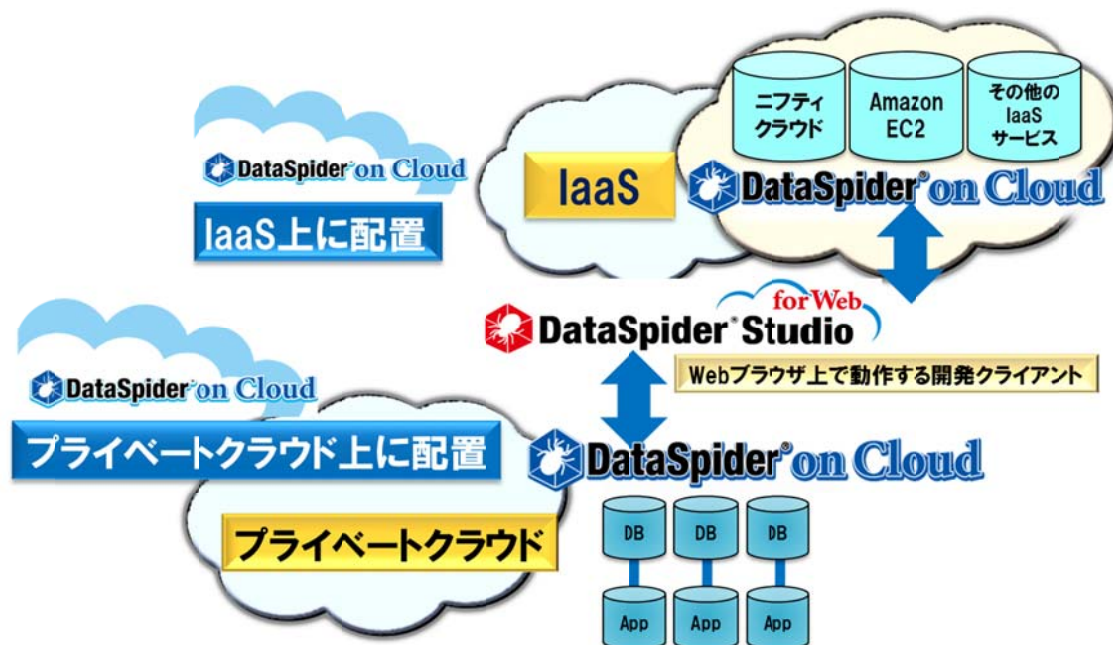 ニフティ
クラウド
Amazon
EC2
その他の
IaaS
サービス
DataSpider® on Cloud
IaaS
DataSpider® on Cloud
IaaS上に配置
for Web
DataSpider® Studio
Webブラウザ上で動作する開発クライアント
DataSpider® on Cloud
プライベートクラウド上に配置
DataSpider® on Cloud
プライベートクラウド
DB DB DB
App App App